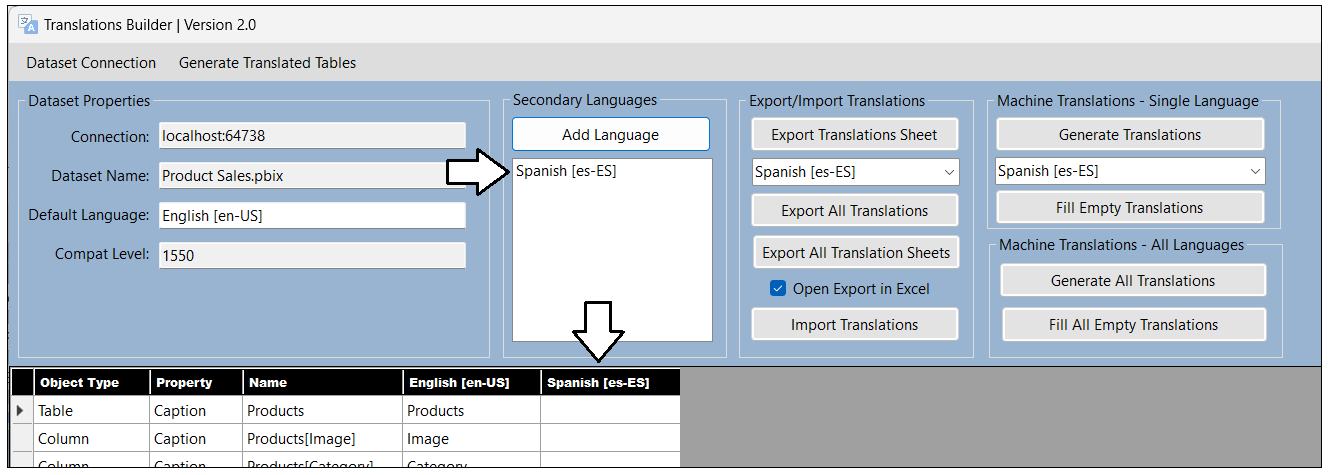 Translations Builder | Version 2.0
Dataset Connection Generate Translated Tables
Dataset Properties
Connection: localhost:64738
Dataset Name: Product Sales.pbix
Default Language: English [en-US]
Compat Level: 1550
Secondary Languages
Add Language
Spanish [es-ES]
Export/Import Translations
Export Translations Sheet
Spanish [es-ES]
Export All Translations
Export All Translation Sheets
Open Export in Excel
Import Translations
Machine Translations - Single Language
Generate Translations
Spanish [es-ES]
Fill Empty Translations
Machine Translations - All Languages
Generate All Translations
Fill All Empty Translations
Object Type Property Name English [en-US] Spanish [es-ES]
Table Caption Products Products
Column Caption Products[Image] Image
Column Caption Products[Category] Category